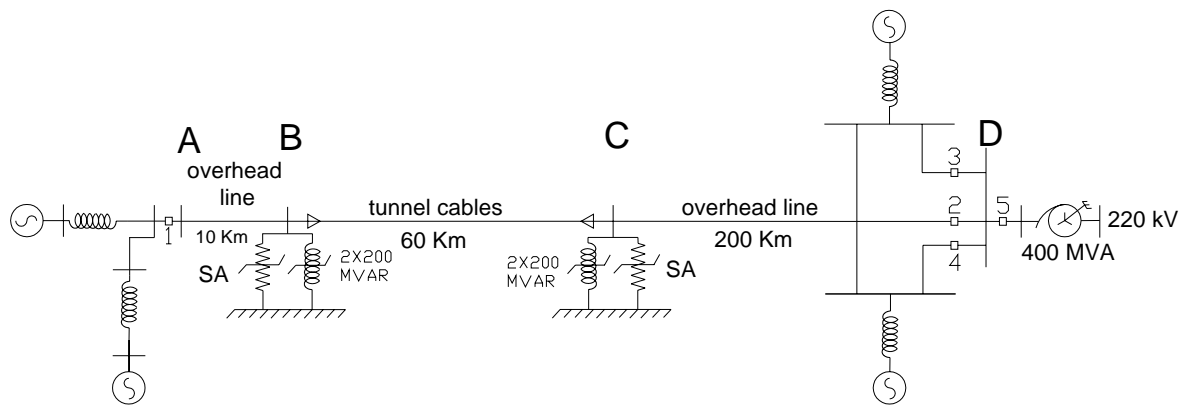 A
B
C
D
overhead
line
10 Km
1
tunnel cables
60 Km
overhead line
200 Km
SA
2X200
MVAR
2X200
MVAR
SA
3
2
5
4
400 MVA
220 kV